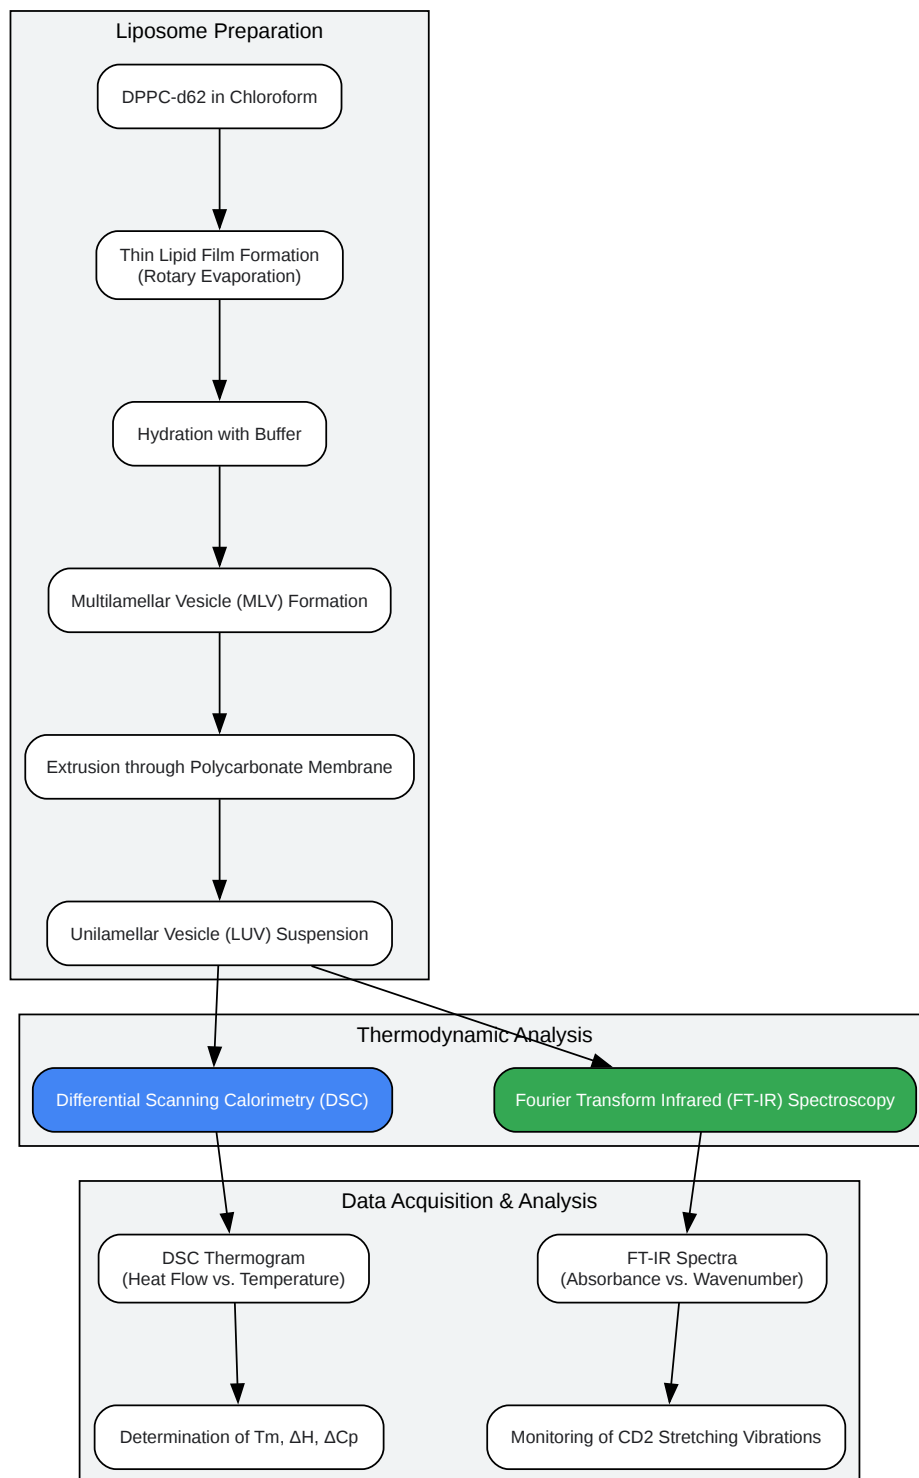 Liposome Preparation
DPPC-d62 in Chloroform
Thin Lipid Film Formation
(Rotary Evaporation)
Hydration with Buffer
Multilamellar Vesicle (MLV) Formation
Extrusion through Polycarbonate Membrane
Unilamellar Vesicle (LUV) Suspension
Thermodynamic Analysis
Differential Scanning Calorimetry (DSC)
Fourier Transform Infrared (FT-IR) Spectroscopy
Data Acquisition & Analysis
DSC Thermogram
(Heat Flow vs. Temperature)
FT-IR Spectra
(Absorbance vs. Wavenumber)
Determination of Tm, ΔH, ΔCp
Monitoring of CD2 Stretching Vibrations